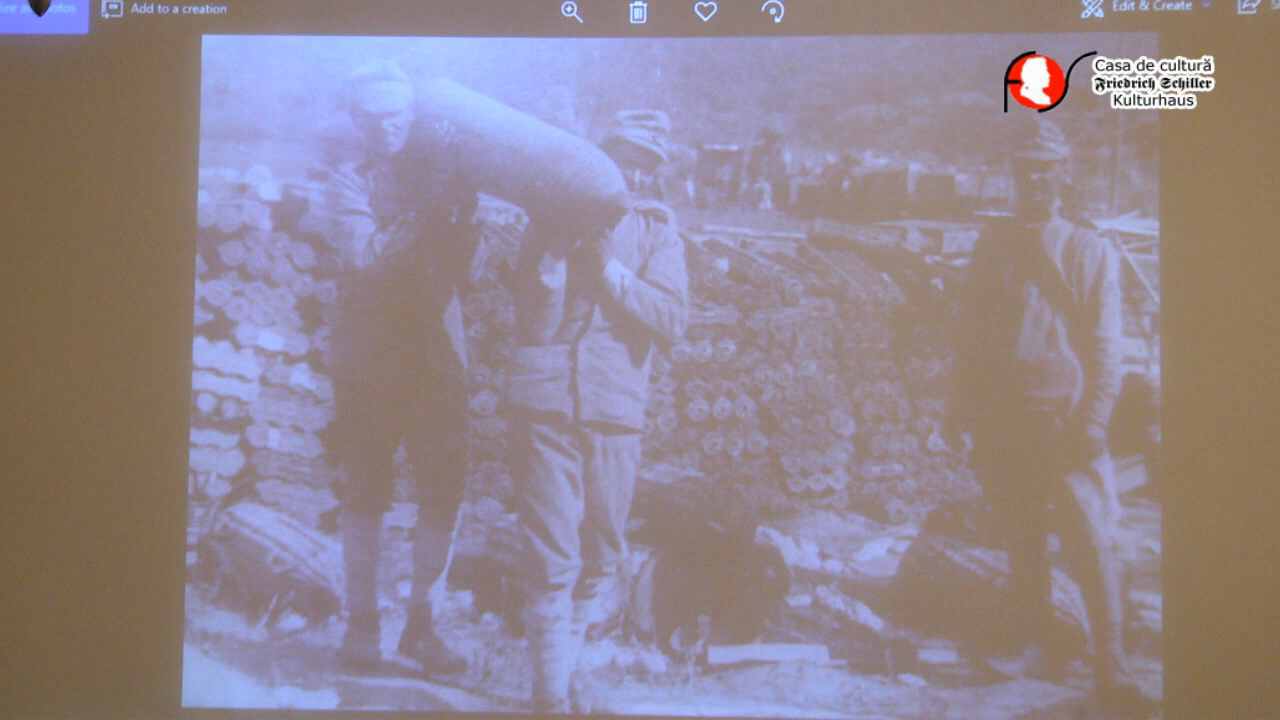 Add to a creation
Edit & Create
Casa de cultură
Friedrich Schiller
Kulturhaus